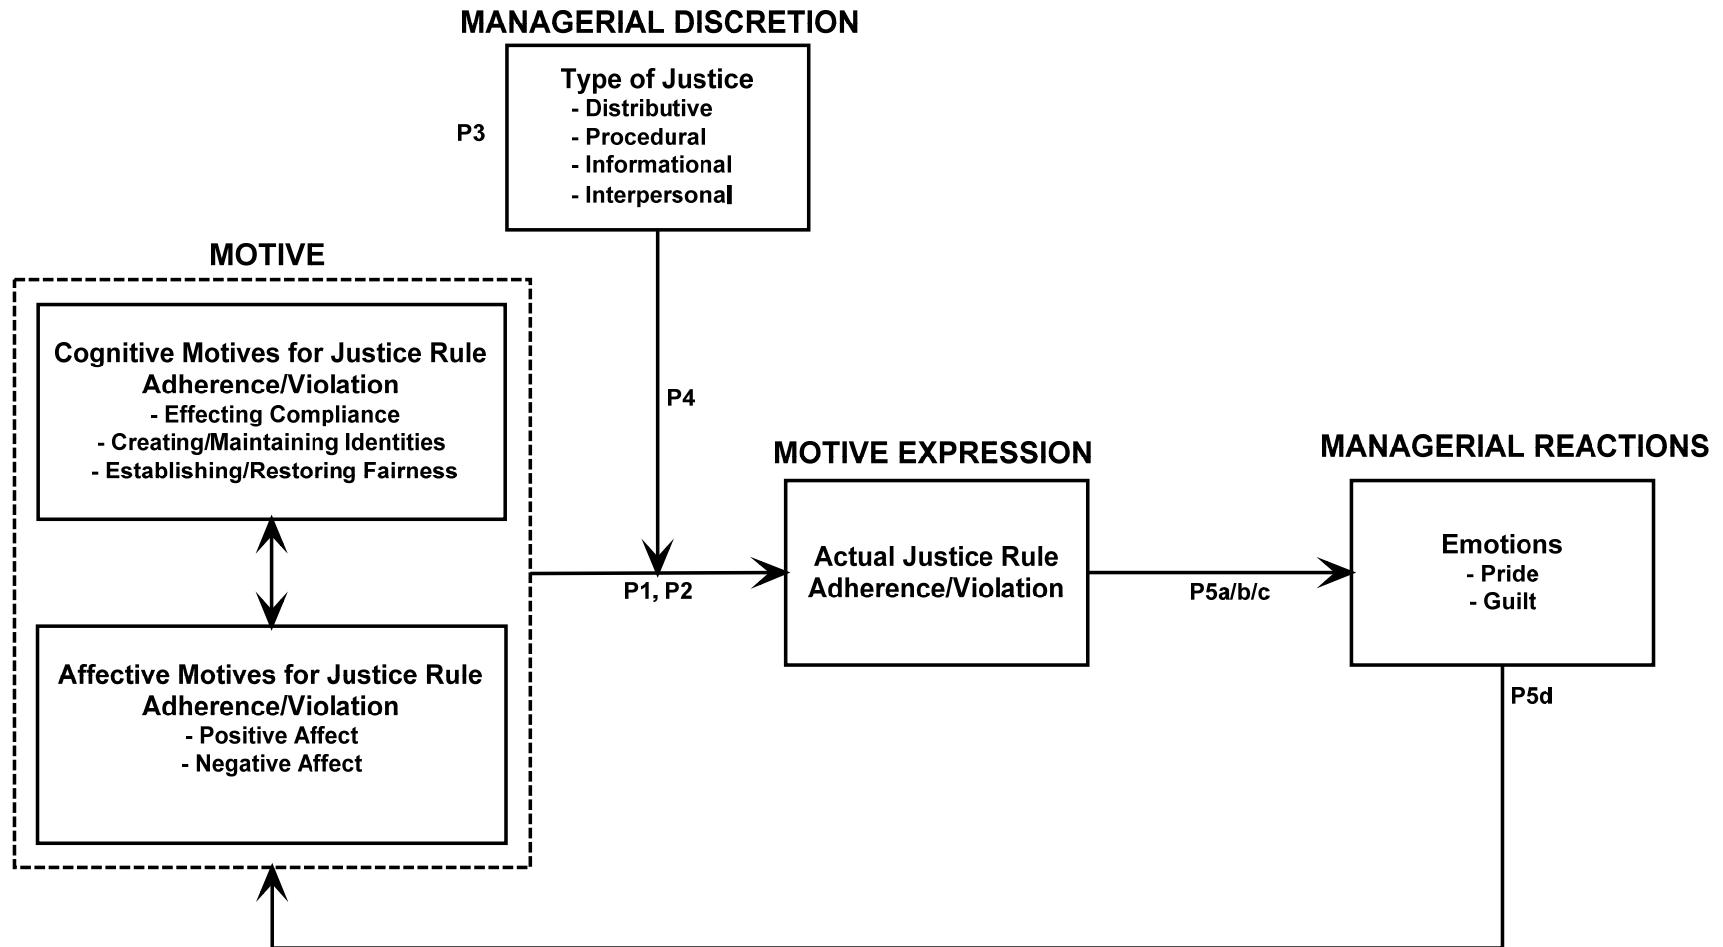 MANAGERIAL DISCRETION
Type of Justice
- Distributive
- Procedural
- Informational
- Interpersonal
P3
MOTIVE
Cognitive Motives for Justice Rule
Adherence/Violation
- Effecting Compliance
- Creating/Maintaining Identities
- Establishing/Restoring Fairness
P4
Affective Motives for Justice Rule
Adherence/Violation
- Positive Affect
- Negative Affect
P1, P2
MOTIVE EXPRESSION
Actual Justice Rule
Adherence/Violation
P5a/b/c
MANAGERIAL REACTIONS
Emotions
- Pride
- Guilt
P5d